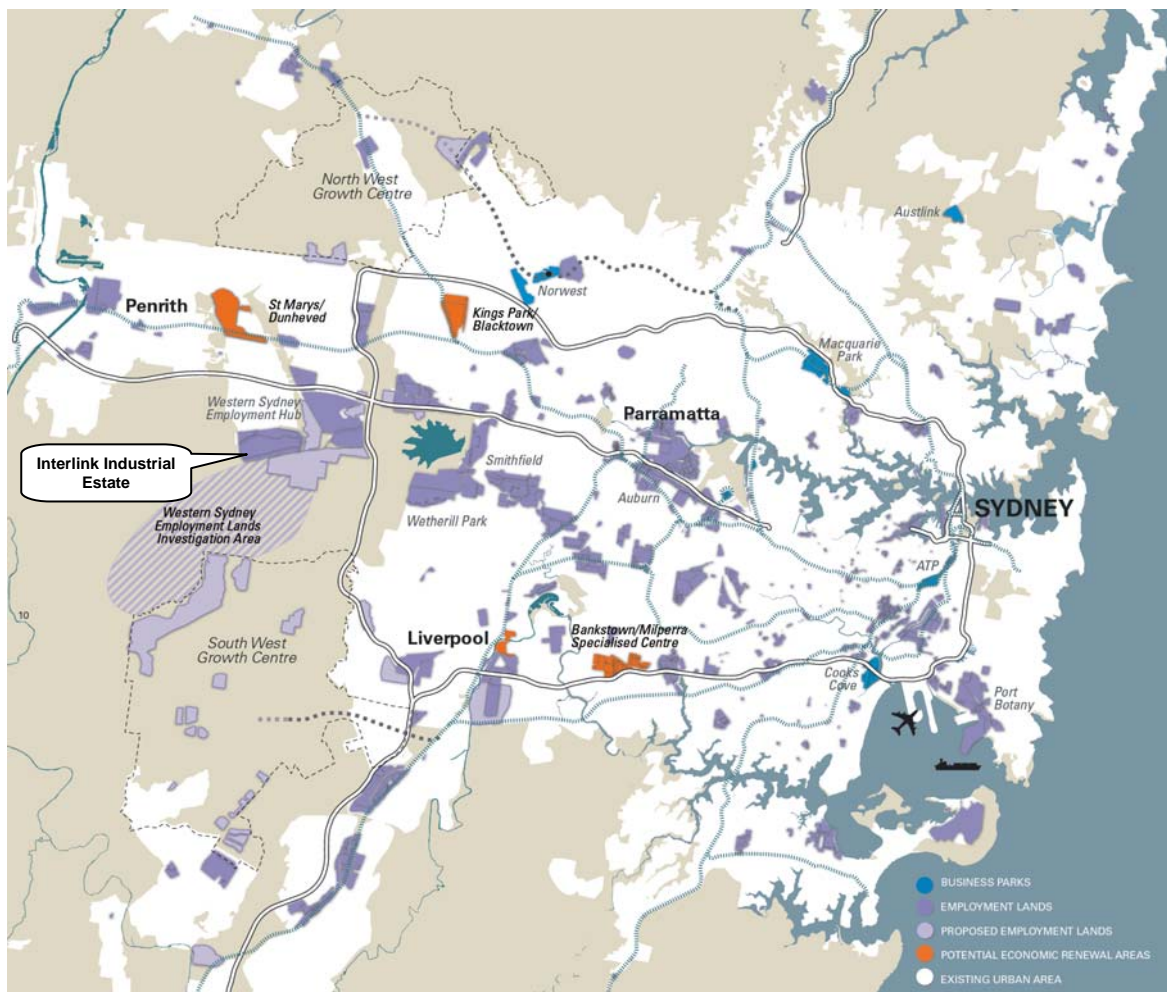 North West
Growth Centre
Austlink
Norwest
Penrith
St Marys/
Dunheved
Kings Park/
Blacktown
Macquarie
Park
Western Sydney
Employment Hub
Parramatta
Interlink Industrial
Estate
Smithfield
Auburn
Wetherill Park
SYDNEY
Western Sydney
Employment Lands
Investigation Area
ATP
10
South West
Growth Centre
Liverpool
Bankstown/Milperra
Specialised Centre
Cooks
Cove
Port
Botany
BUSINESS PARKS
EMPLOYMENT LANDS
PROPOSED EMPLOYMENT LANDS
POTENTIAL ECONOMIC RENEWAL AREAS
EXISTING URBAN AREA